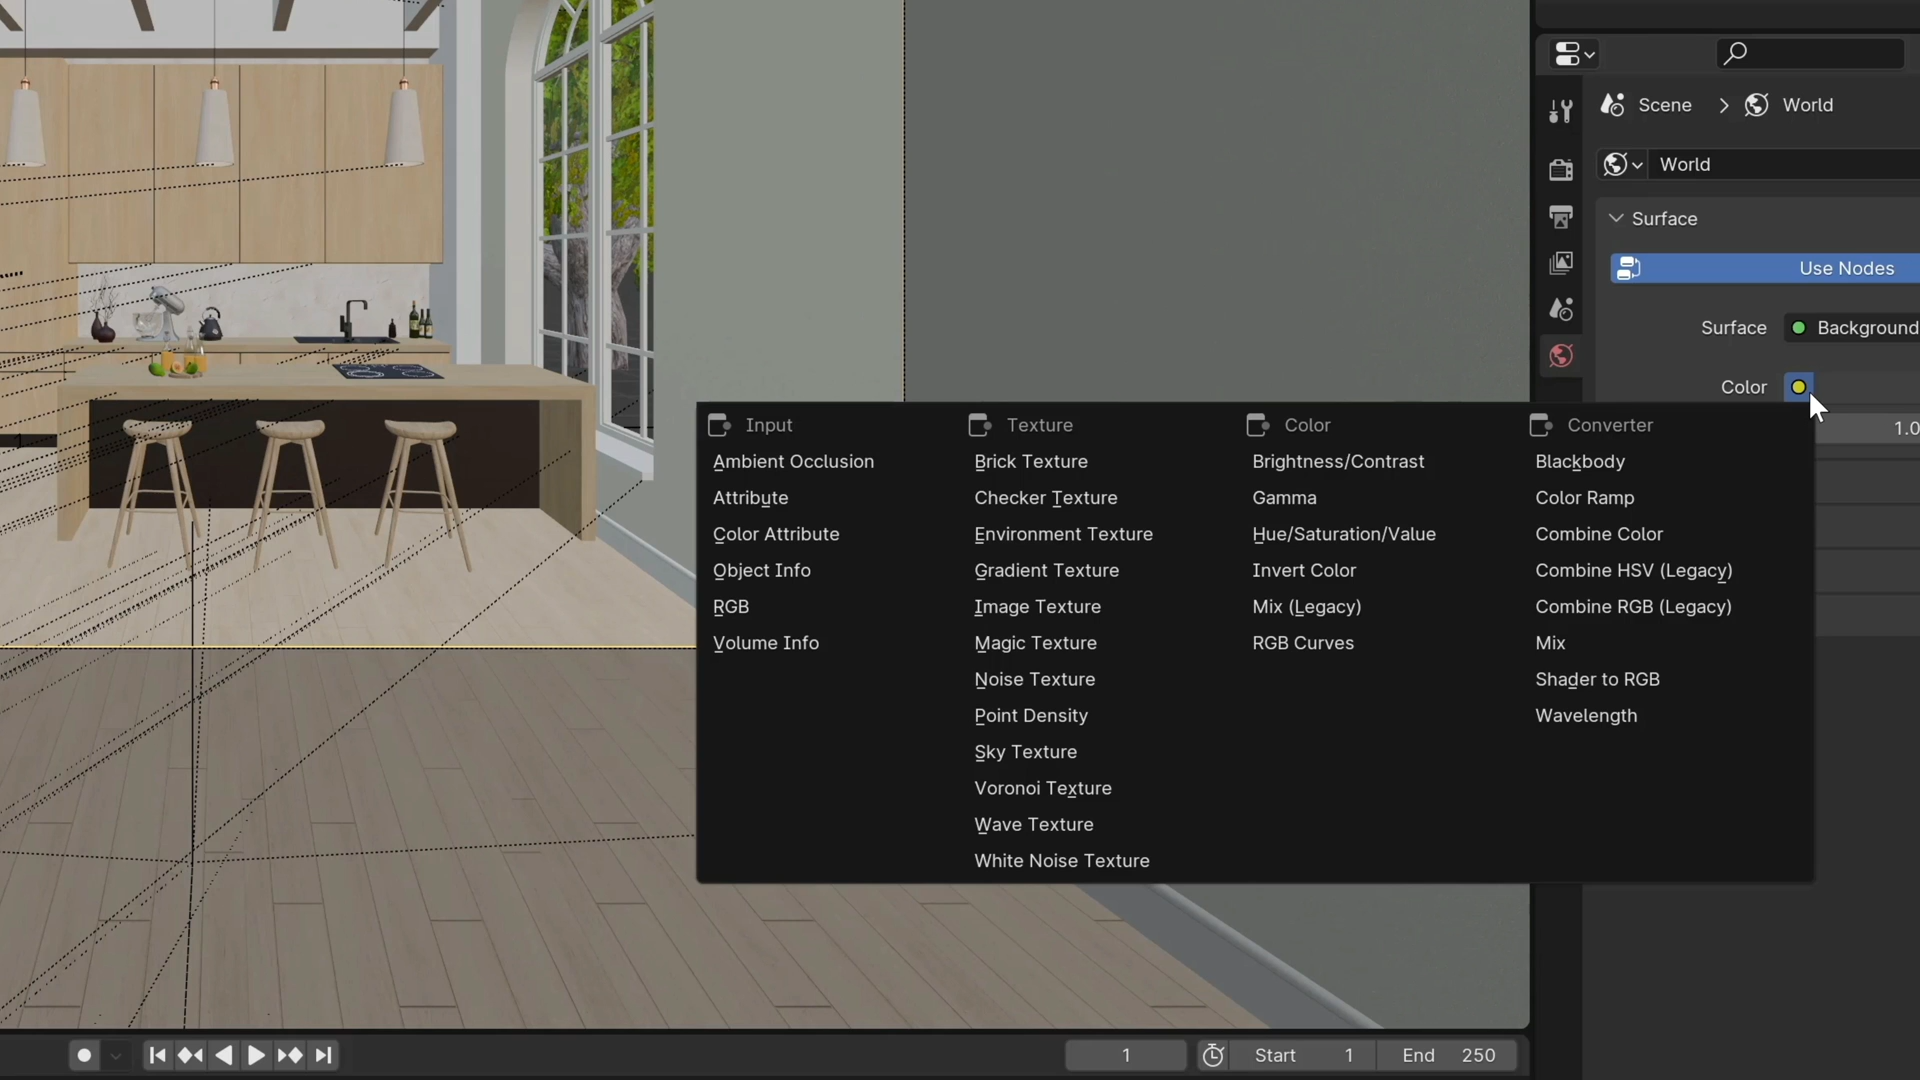 Scene > World
World
Surface
Use Nodes
Surface Background
Color
1.0
Input
Ambient Occlusion
Attribute
Color Attribute
Object Info
RGB
Volume Info
Texture
Brick Texture
Checker Texture
Environment Texture
Gradient Texture
Image Texture
Magic Texture
Noise Texture
Point Density
Sky Texture
Voronoi Texture
Wave Texture
White Noise Texture
Color
Brightness/Contrast
Gamma
Hue/Saturation/Value
Invert Color
Mix (Legacy)
RGB Curves
Converter
Blackbody
Color Ramp
Combine Color
Combine HSV (Legacy)
Combine RGB (Legacy)
Mix
Shader to RGB
Wavelength
1 Start 1 End 250